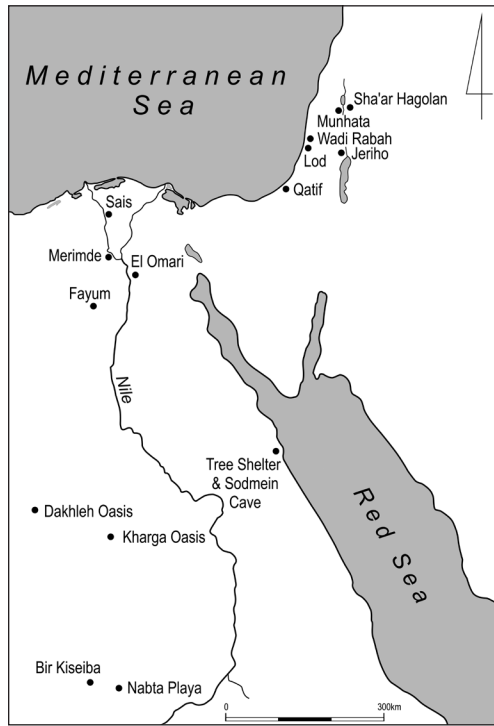 Mediterranean
Sea
Sha'ar Hagolan
Munhata
Wadi Rabah
Lod
Jeriho
Qatif
Sais
Merimde
El Omari
Fayum
Nile
Tree Shelter
& Sodmein
Cave
Red Sea
Dakhleh Oasis
Kharga Oasis
Bir Kiseiba
Nabta Playa
0
300km